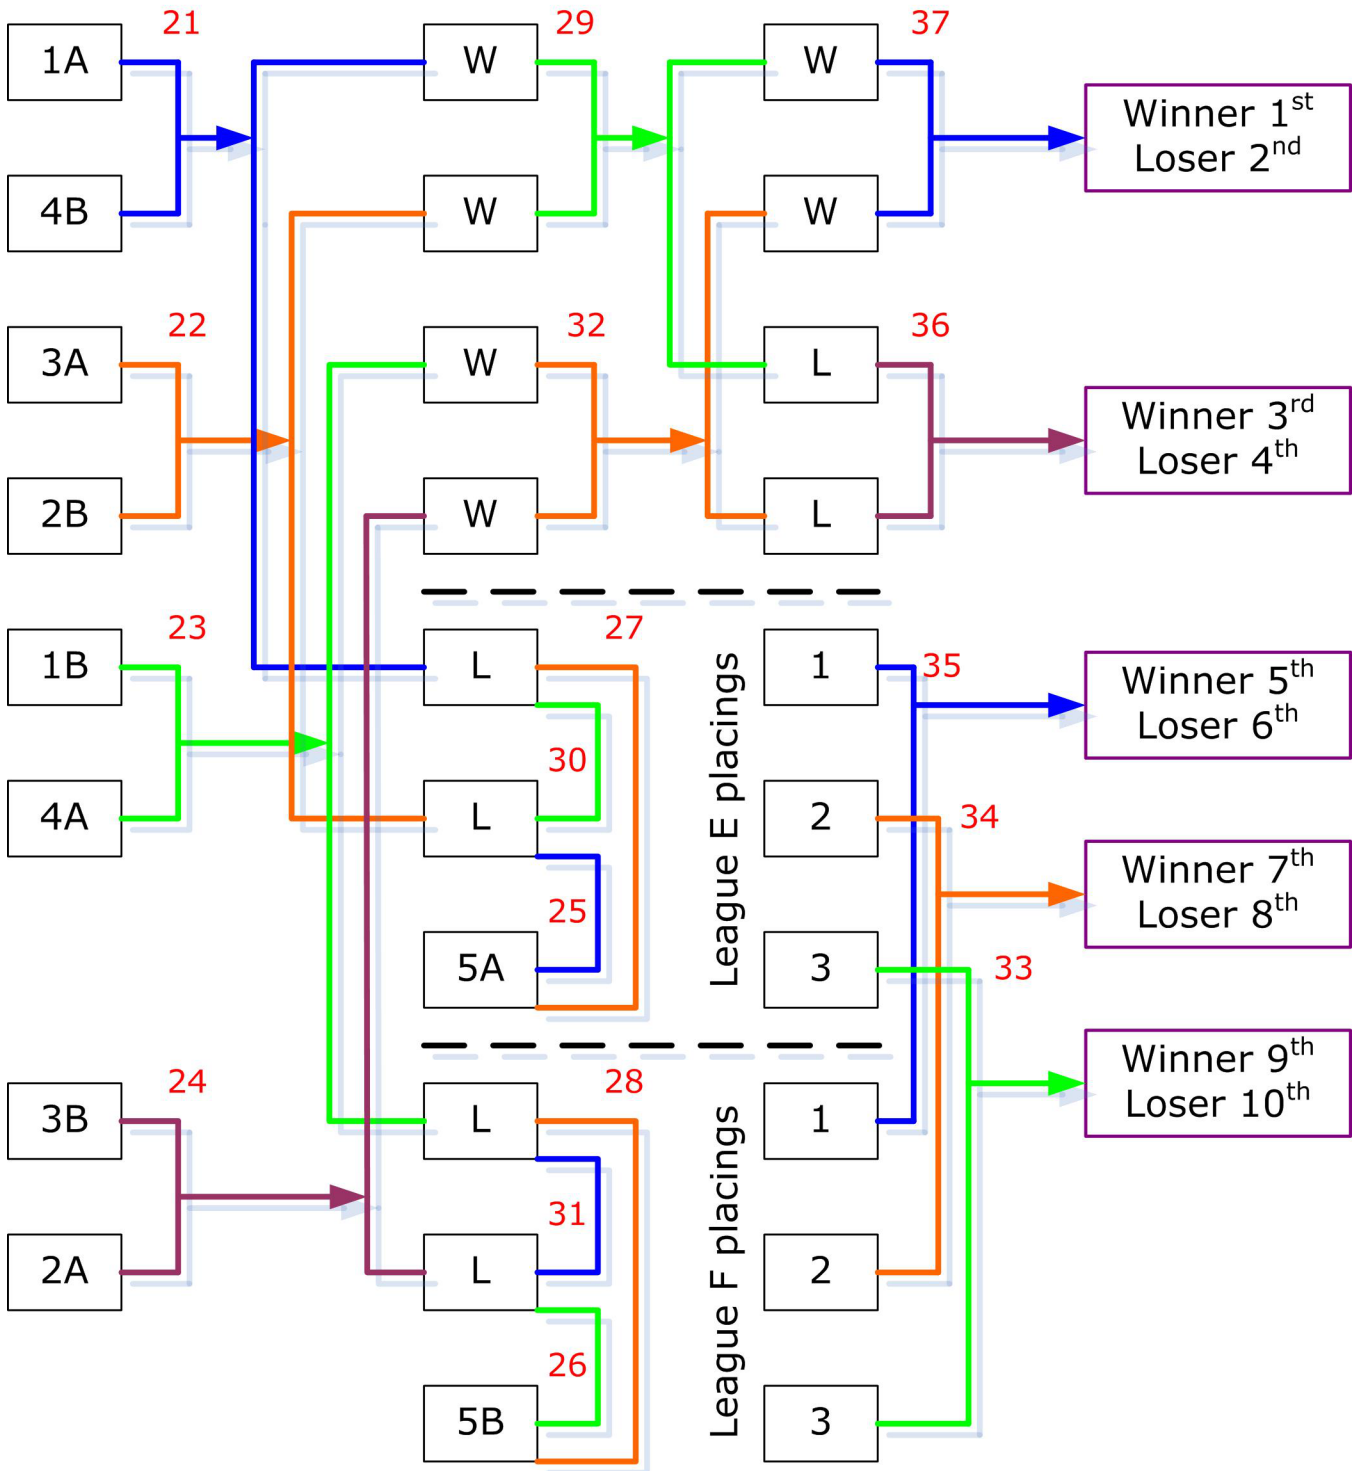 21
29
37
1A
W
W
Winner 1st
Loser 2nd
4B
W
W
22
32
36
3A
W
L
Winner 3rd
Loser 4th
2B
W
L
23
27
1B
L
1
35
Winner 5th
Loser 6th
30
League E placings
4A
L
2
34
Winner 7th
Loser 8th
25
5A
3
33
Winner 9th
Loser 10th
24
28
3B
L
1
31
League F placings
2A
L
2
26
5B
3